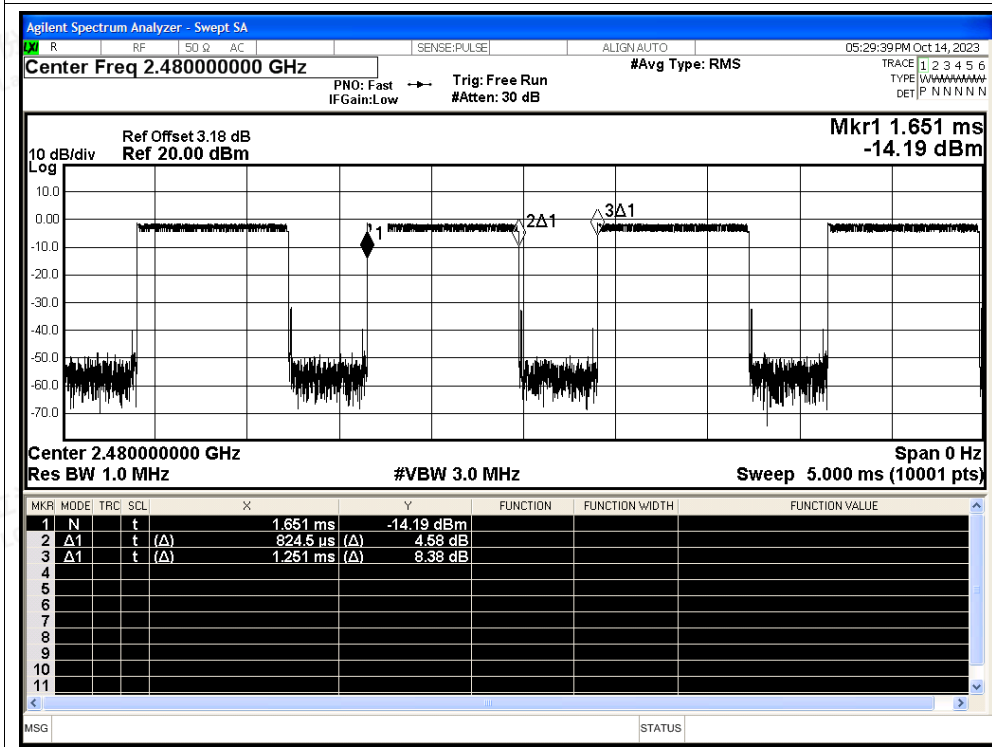 Agilent Spectrum Analyzer - Swept SA
LXI R RF 50 Ω AC SENSE:PULSE ALIGN AUTO 05:29:39 PM Oct 14, 2023
Center Freq 2.480000000 GHz
#Avg Type: RMS
TRACE 1 2 3 4 5 6
PNO: Fast
Trig: Free Run
TYPE
IFGain:Low
#Atten: 30 dB
DET P N N N N N
Mkr1 1.651 ms
-14.19 dBm
Ref Offset 3.18 dB
10 dB/div Ref 20.00 dBm
Log
10.0
0.00
-10.0
-20.0
-30.0
-40.0
-50.0
-60.0
-70.0
1
2Δ1
3Δ1
Center 2.480000000 GHz Span 0 Hz
Res BW 1.0 MHz #VBW 3.0 MHz Sweep 5.000 ms (10001 pts)
MKR MODE TRC SCL X Y FUNCTION FUNCTION WIDTH FUNCTION VALUE
1 N t 1.651 ms -14.19 dBm
2 Δ1 t (Δ) 824.5 µs (Δ) 4.58 dB
3 Δ1 t (Δ) 1.251 ms (Δ) 8.38 dB
4
5
6
7
8
9
10
11
MSG STATUS